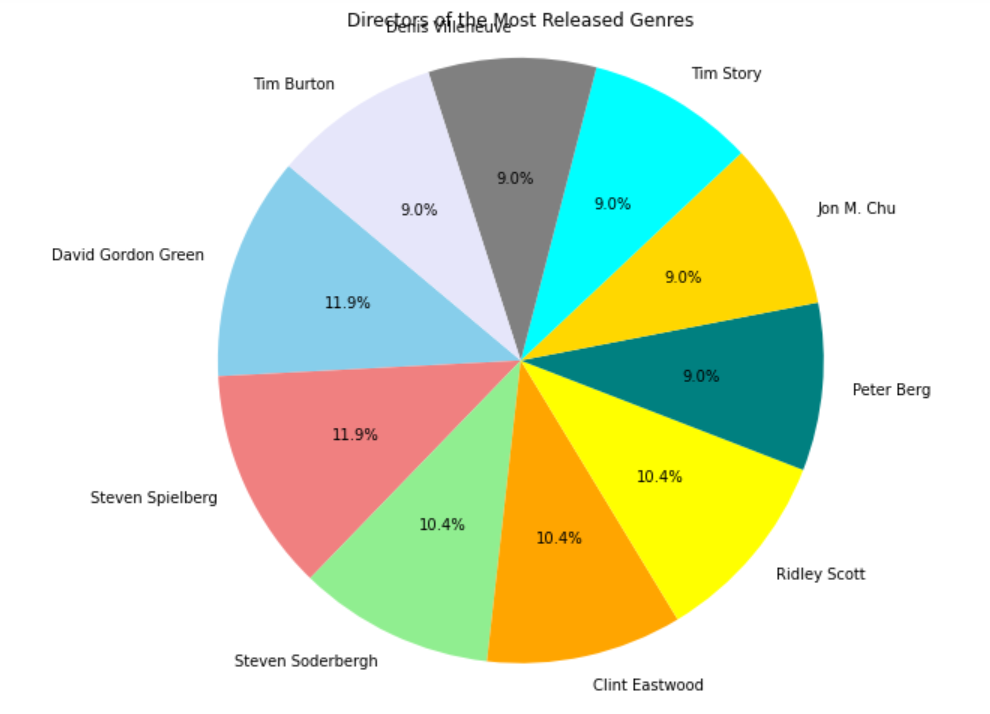 Directors of the Most Released Genres
Denis Villeneuve
Tim Burton
Tim Story
9.0%
9.0%
9.0%
Jon M. Chu
David Gordon Green
9.0%
11.9%
9.0%
Peter Berg
11.9%
10.4%
Steven Spielberg
10.4%
10.4%
Ridley Scott
Steven Soderbergh
Clint Eastwood